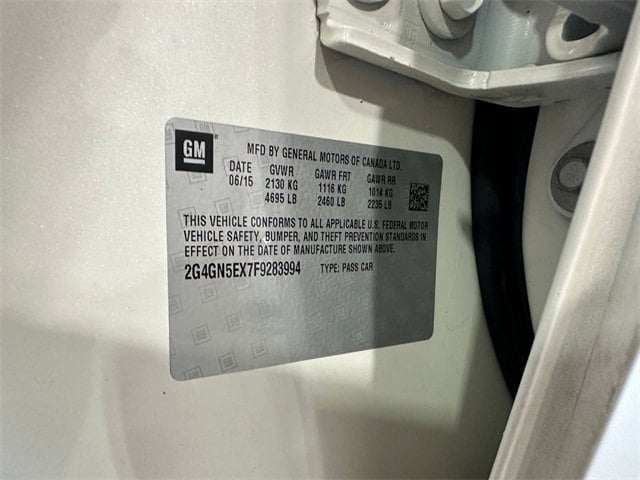 GM
MFD BY GENERAL MOTORS OF CANADA LTD.
DATE GVWR GAWR FRT GAWR RR
06/15 2130 KG 1116 KG 1014 KG
4695 LB 2460 LB 2235 LB
THIS VEHICLE CONFORMS TO ALL APPLICABLE U.S. FEDERAL MOTOR
VEHICLE SAFETY, BUMPER, AND THEFT PREVENTION STANDARDS IN
EFFECT ON THE DATE OF MANUFACTURE SHOWN ABOVE.
2G4GN5EX7F9283994 TYPE: PASS CAR